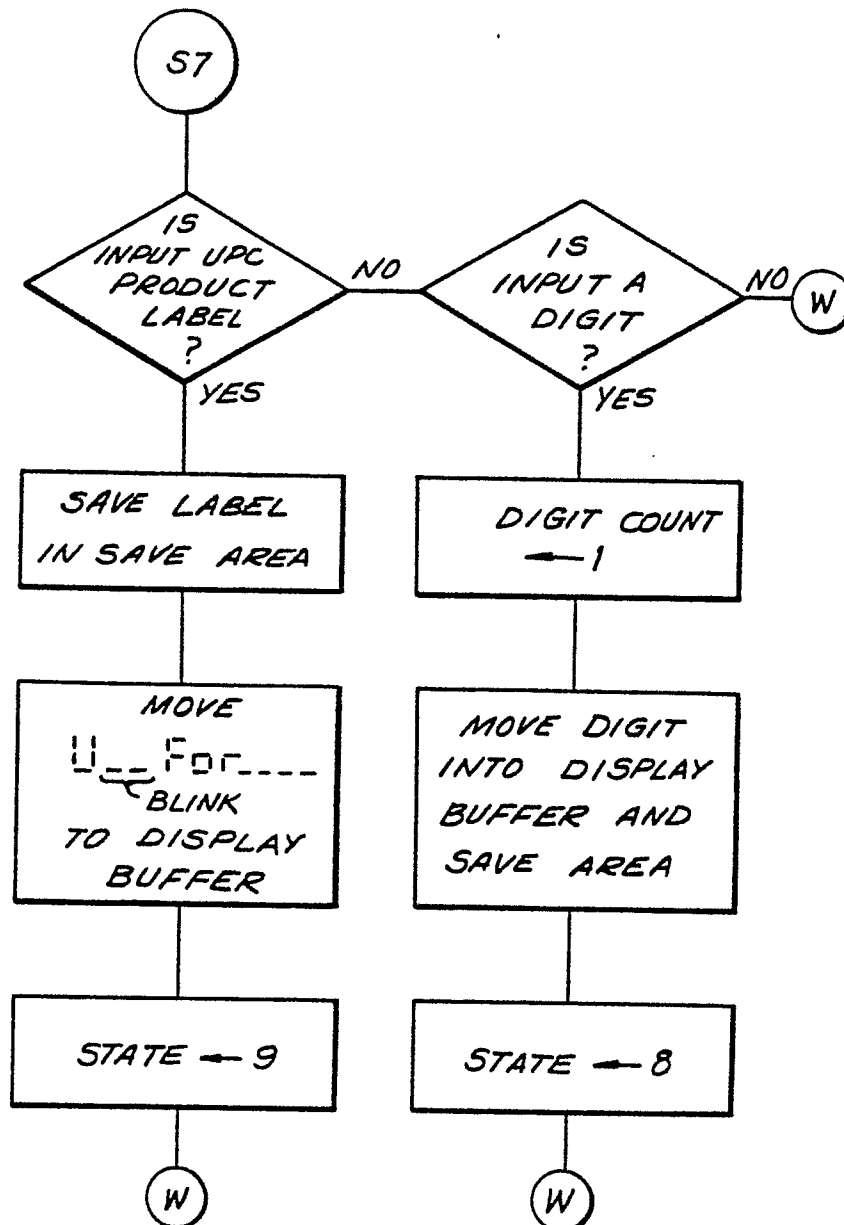 S7
IS
INPUT UPC
PRODUCT
LABEL
?
NO
YES
IS
INPUT A
DIGIT
?
NO
W
YES
SAVE LABEL
IN SAVE AREA
DIGIT COUNT
← 1
MOVE
U__For____
BLINK
TO DISPLAY
BUFFER
MOVE DIGIT
INTO DISPLAY
BUFFER AND
SAVE AREA
STATE ← 9
STATE ← 8
W
W